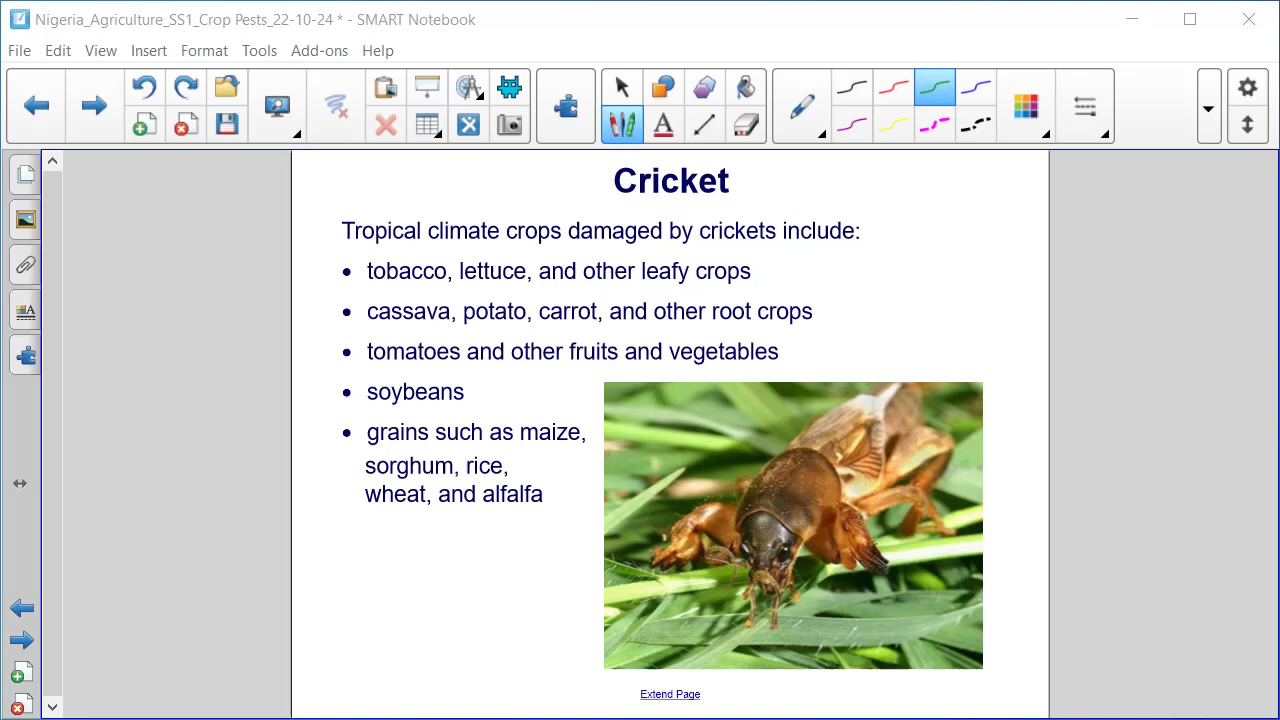 Nigeria_Agriculture_SS1_Crop Pests_22-10-24 * - SMART Notebook
File Edit View Insert Format Tools Add-ons Help
Cricket
Tropical climate crops damaged by crickets include:
• tobacco, lettuce, and other leafy crops
• cassava, potato, carrot, and other root crops
• tomatoes and other fruits and vegetables
• soybeans
• grains such as maize,
sorghum, rice,
wheat, and alfalfa
Extend Page